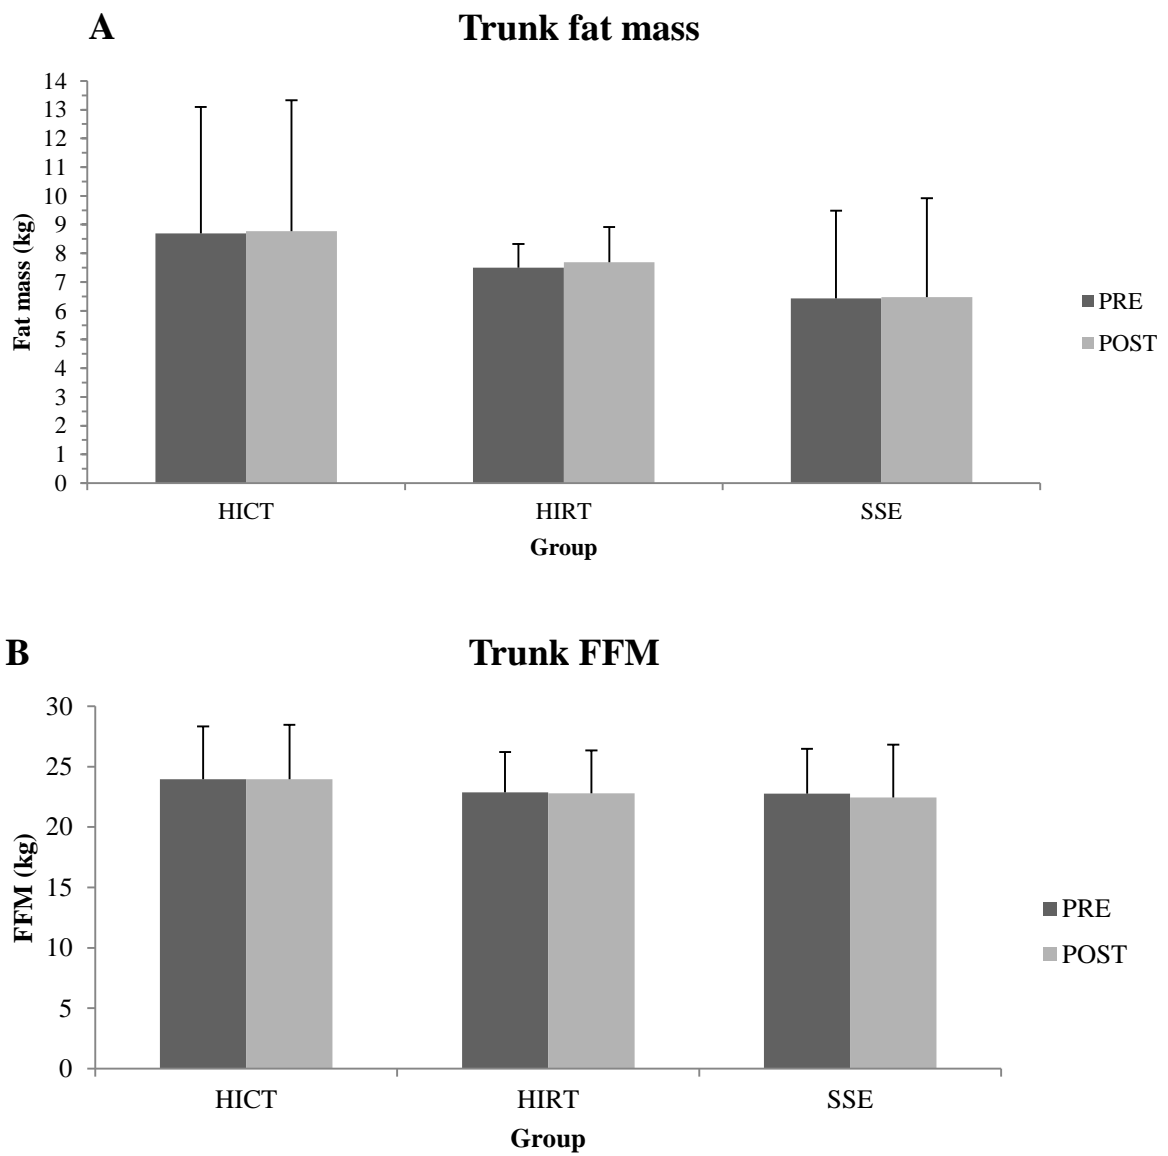 A
Trunk fat mass
14
13
12
11
10
9
8
7
6
5
4
3
2
1
0
Fat mass (kg)
HICT HIRT SSE
Group
PRE
POST
B
Trunk FFM
30
25
20
15
10
5
0
FFM (kg)
HICT HIRT SSE
Group
PRE
POST